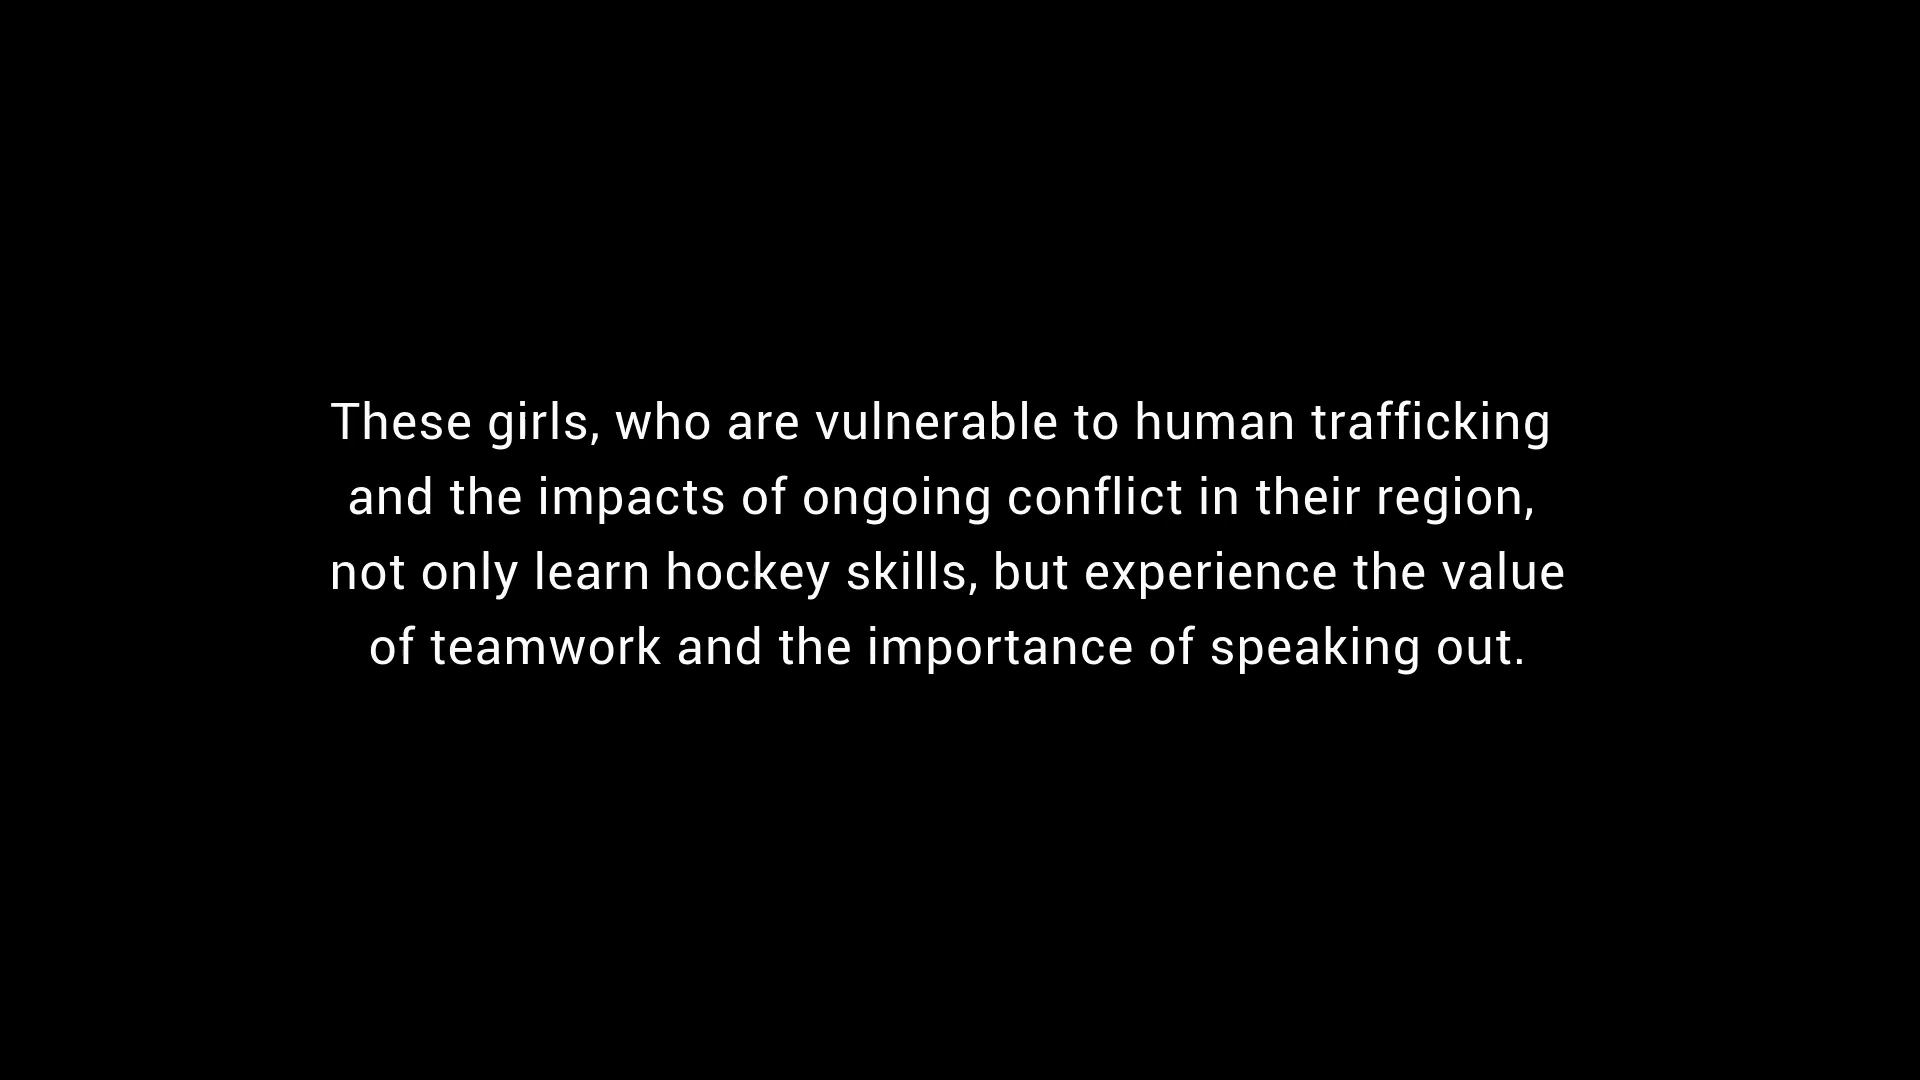 These girls, who are vulnerable to human trafficking
and the impacts of ongoing conflict in their region,
not only learn hockey skills, but experience the value
of teamwork and the importance of speaking out.